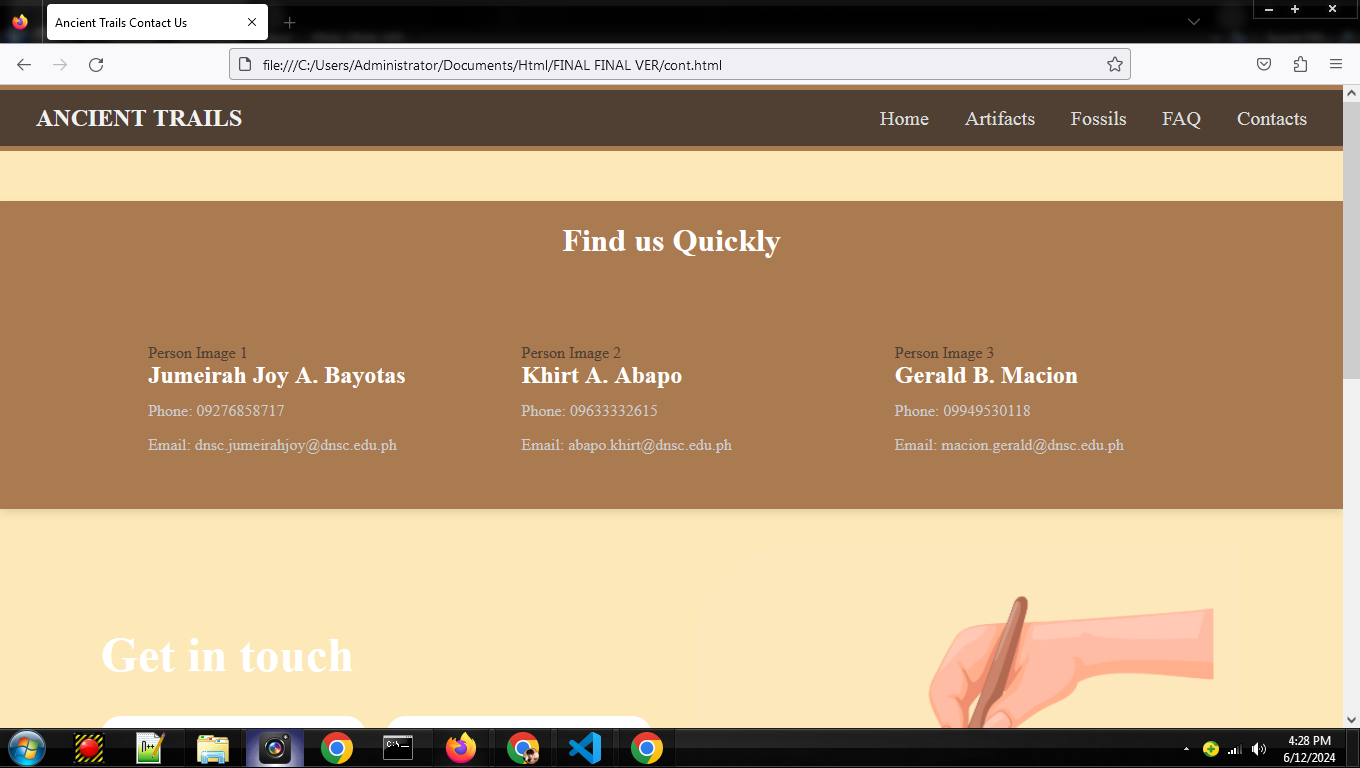 Ancient Trails Contact Us
file:///C:/Users/Administrator/Documents/Html/FINAL FINAL VER/cont.html
ANCIENT TRAILS Home Artifacts Fossils FAQ Contacts
Find us Quickly
Person Image 1 Person Image 2 Person Image 3
Jumeirah Joy A. Bayotas Khirt A. Abapo Gerald B. Macion
Phone: 09276858717 Phone: 09633332615 Phone: 09949530118
Email: dnsc.jumeirahjoy@dnsc.edu.ph Email: abapo.khirt@dnsc.edu.ph Email: macion.gerald@dnsc.edu.ph
Get in touch
4:28 PM
6/12/2024